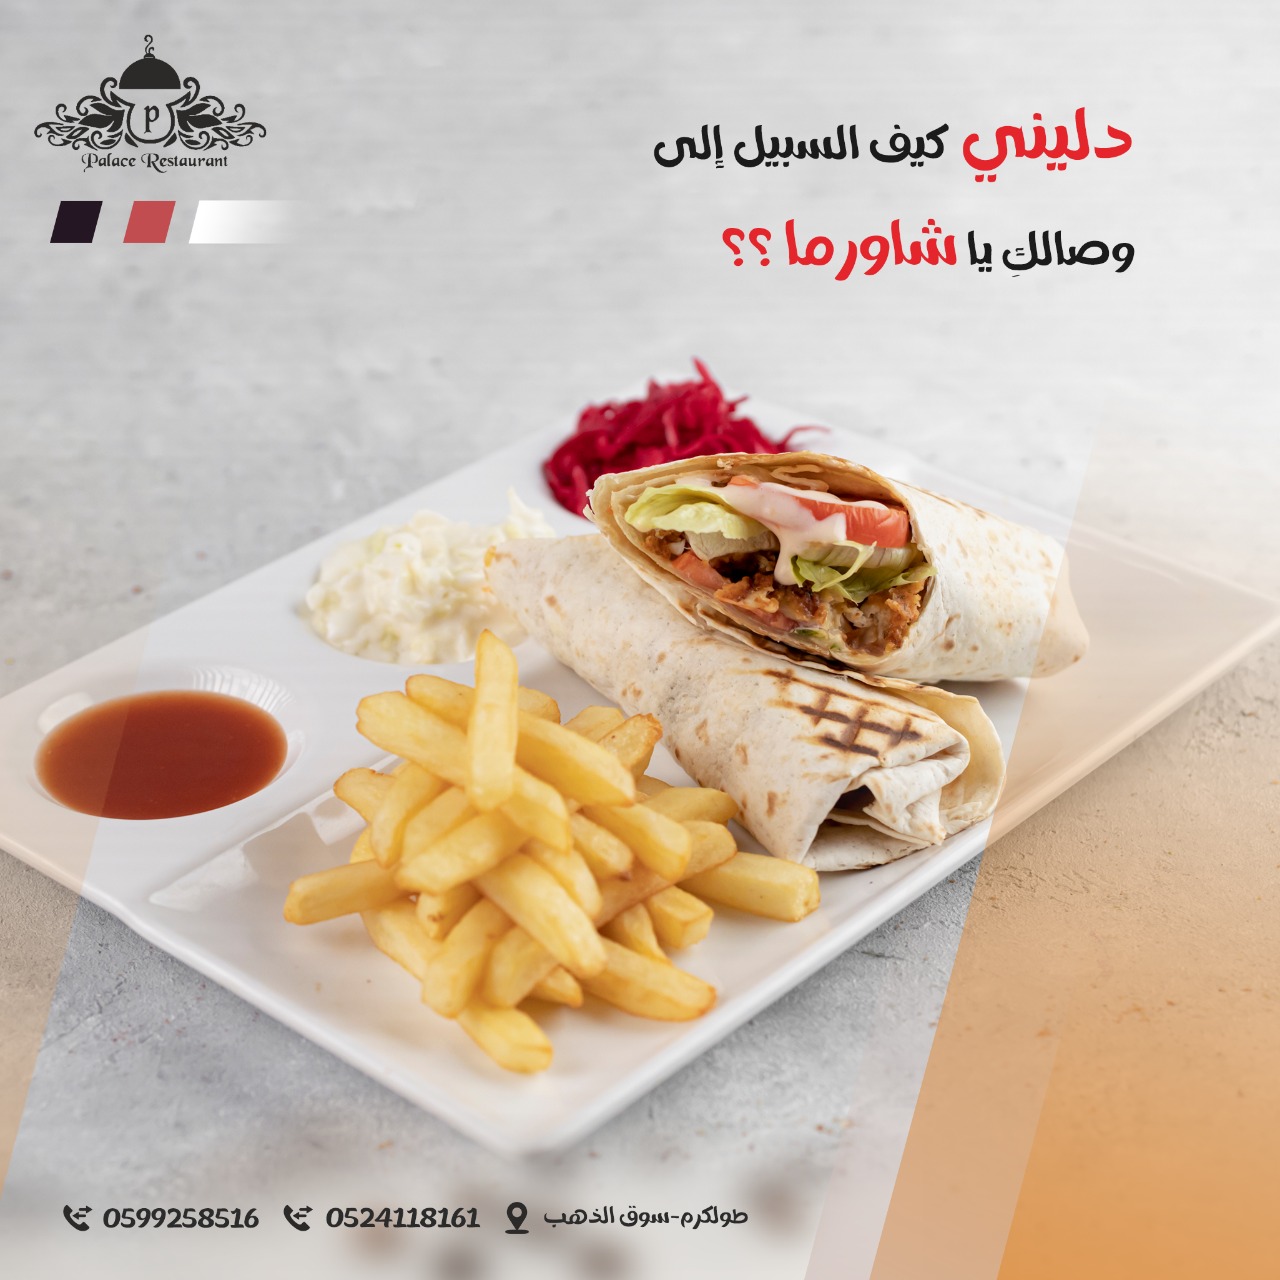 P
Palace Restaurant
دليني كيف السبيل إلى
وصالكِ يا شاورما ؟؟
0599258516
0524118161
طولكرم-سوق الذهب